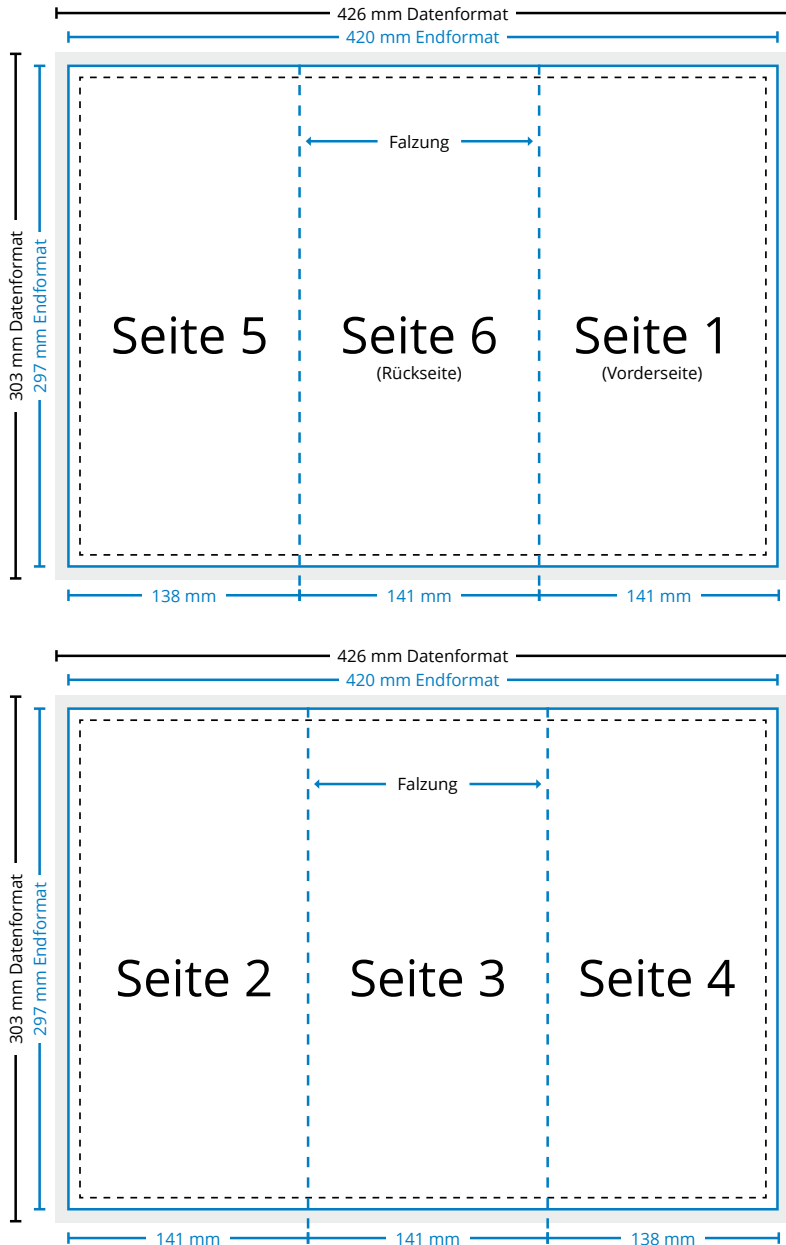 426 mm Datenformat
420 mm Endformat
303 mm Datenformat
297 mm Endformat
Falzung
Seite 5
Seite 6
(Rückseite)
Seite 1
(Vorderseite)
138 mm
141 mm
141 mm
426 mm Datenformat
420 mm Endformat
303 mm Datenformat
297 mm Endformat
Falzung
Seite 2
Seite 3
Seite 4
141 mm
141 mm
138 mm